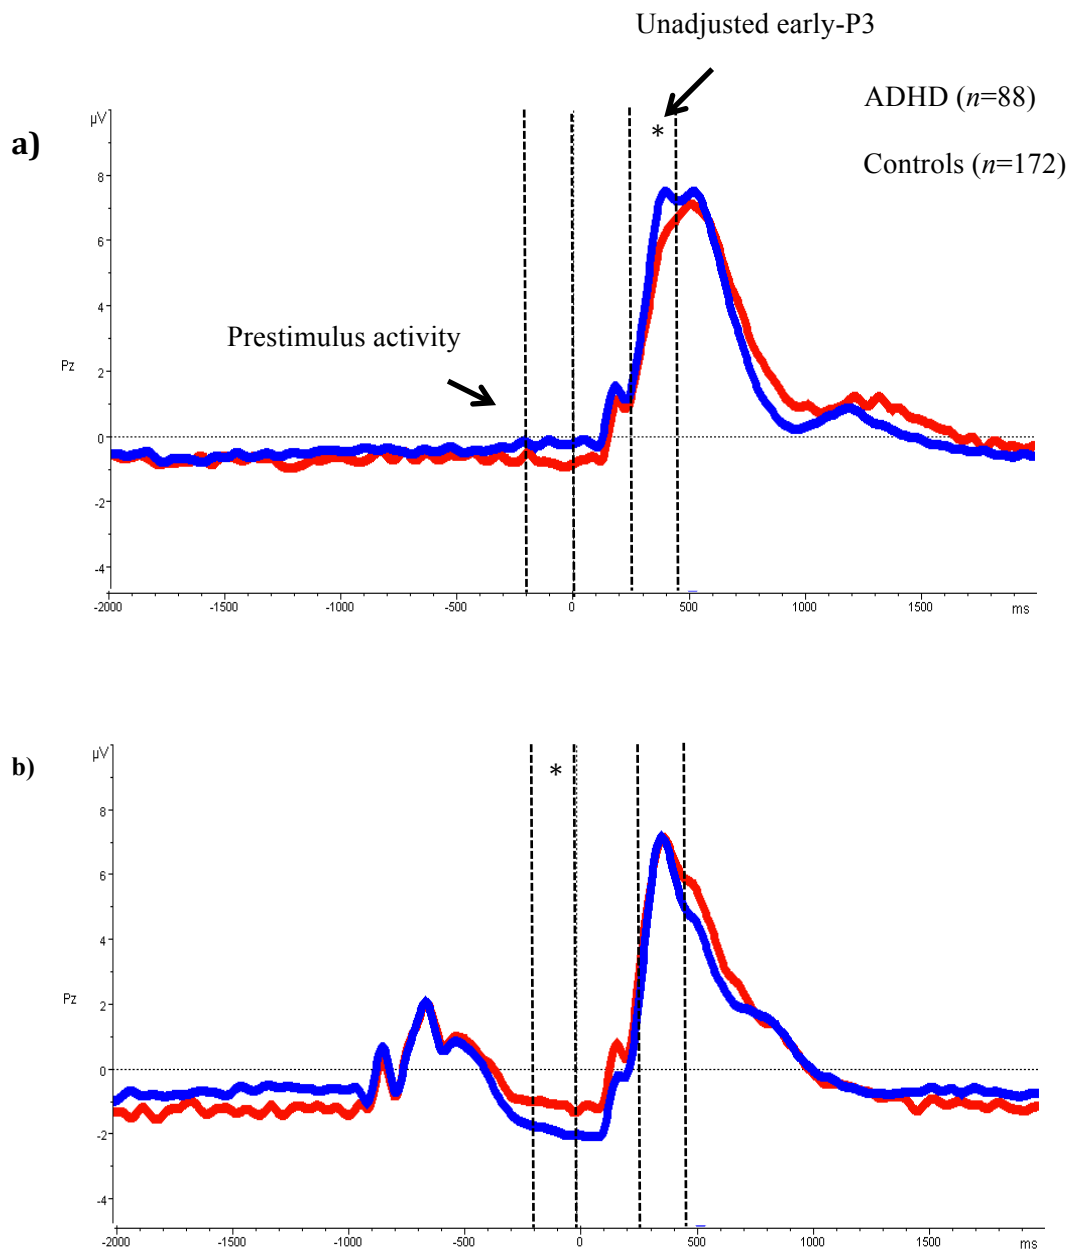 Unadjusted early-P3
ADHD (n=88)
a)
μV
Controls (n=172)
8
6
4
Prestimulus activity
Pz
2
0
-2
-4
-2000 -1500 -1000 -500 0 500 1000 1500 ms
*
b)
μV
*
8
6
4
Pz
2
0
-2
-4
-2000 -1500 -1000 -500 0 500 1000 1500 ms